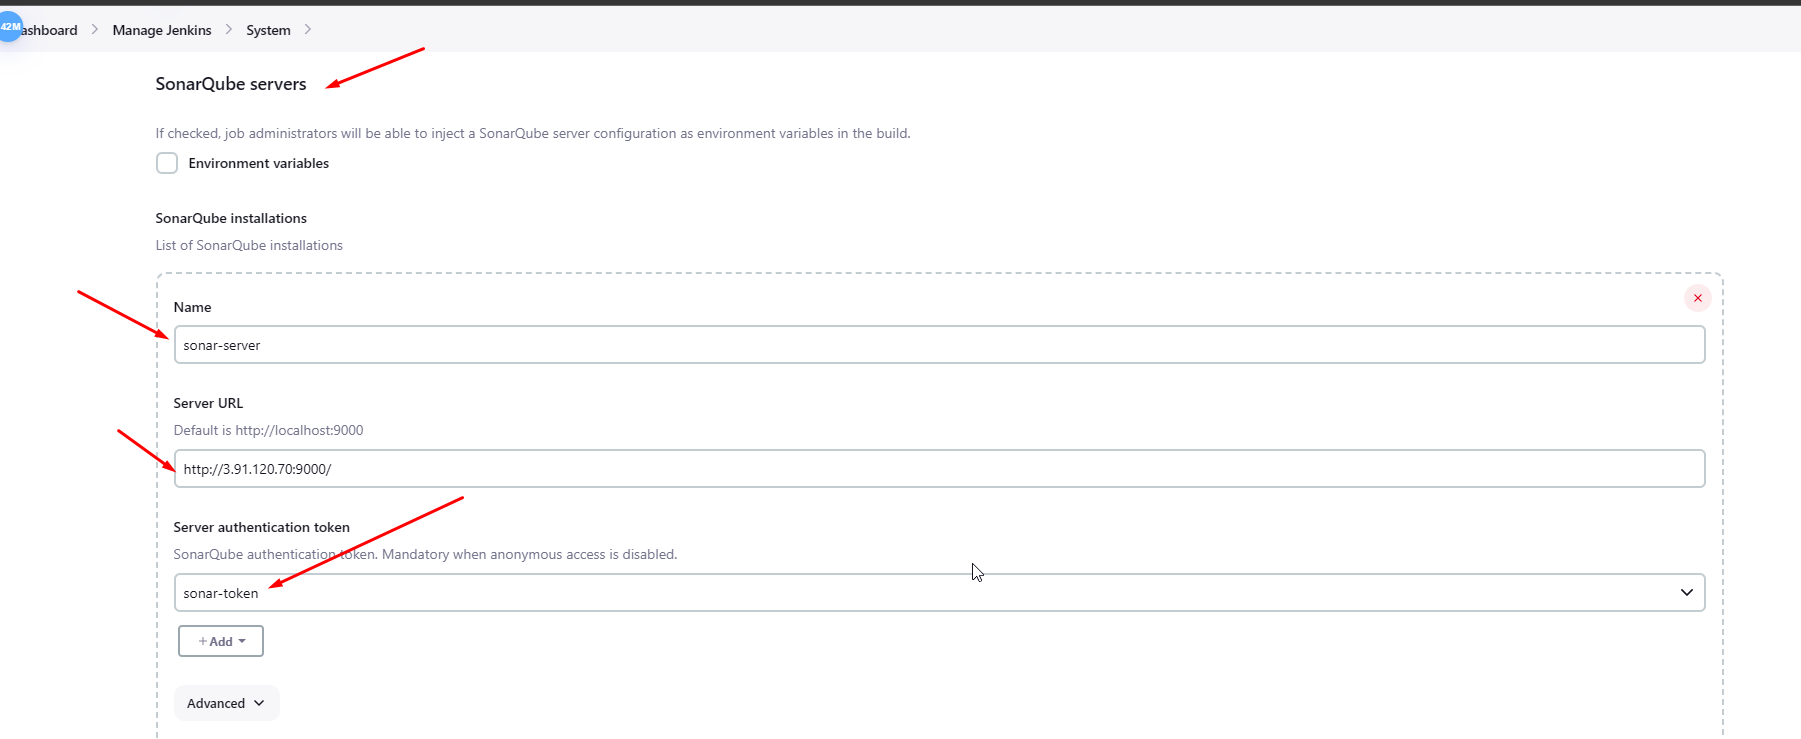 42M
ashboard > Manage Jenkins > System >
SonarQube servers
If checked, job administrators will be able to inject a SonarQube server configuration as environment variables in the build.
Environment variables
SonarQube installations
List of SonarQube installations
Name
sonar-server
Server URL
Default is http://localhost:9000
http://3.91.120.70:9000/
Server authentication token
SonarQube authentication token. Mandatory when anonymous access is disabled.
sonar-token
+ Add
Advanced